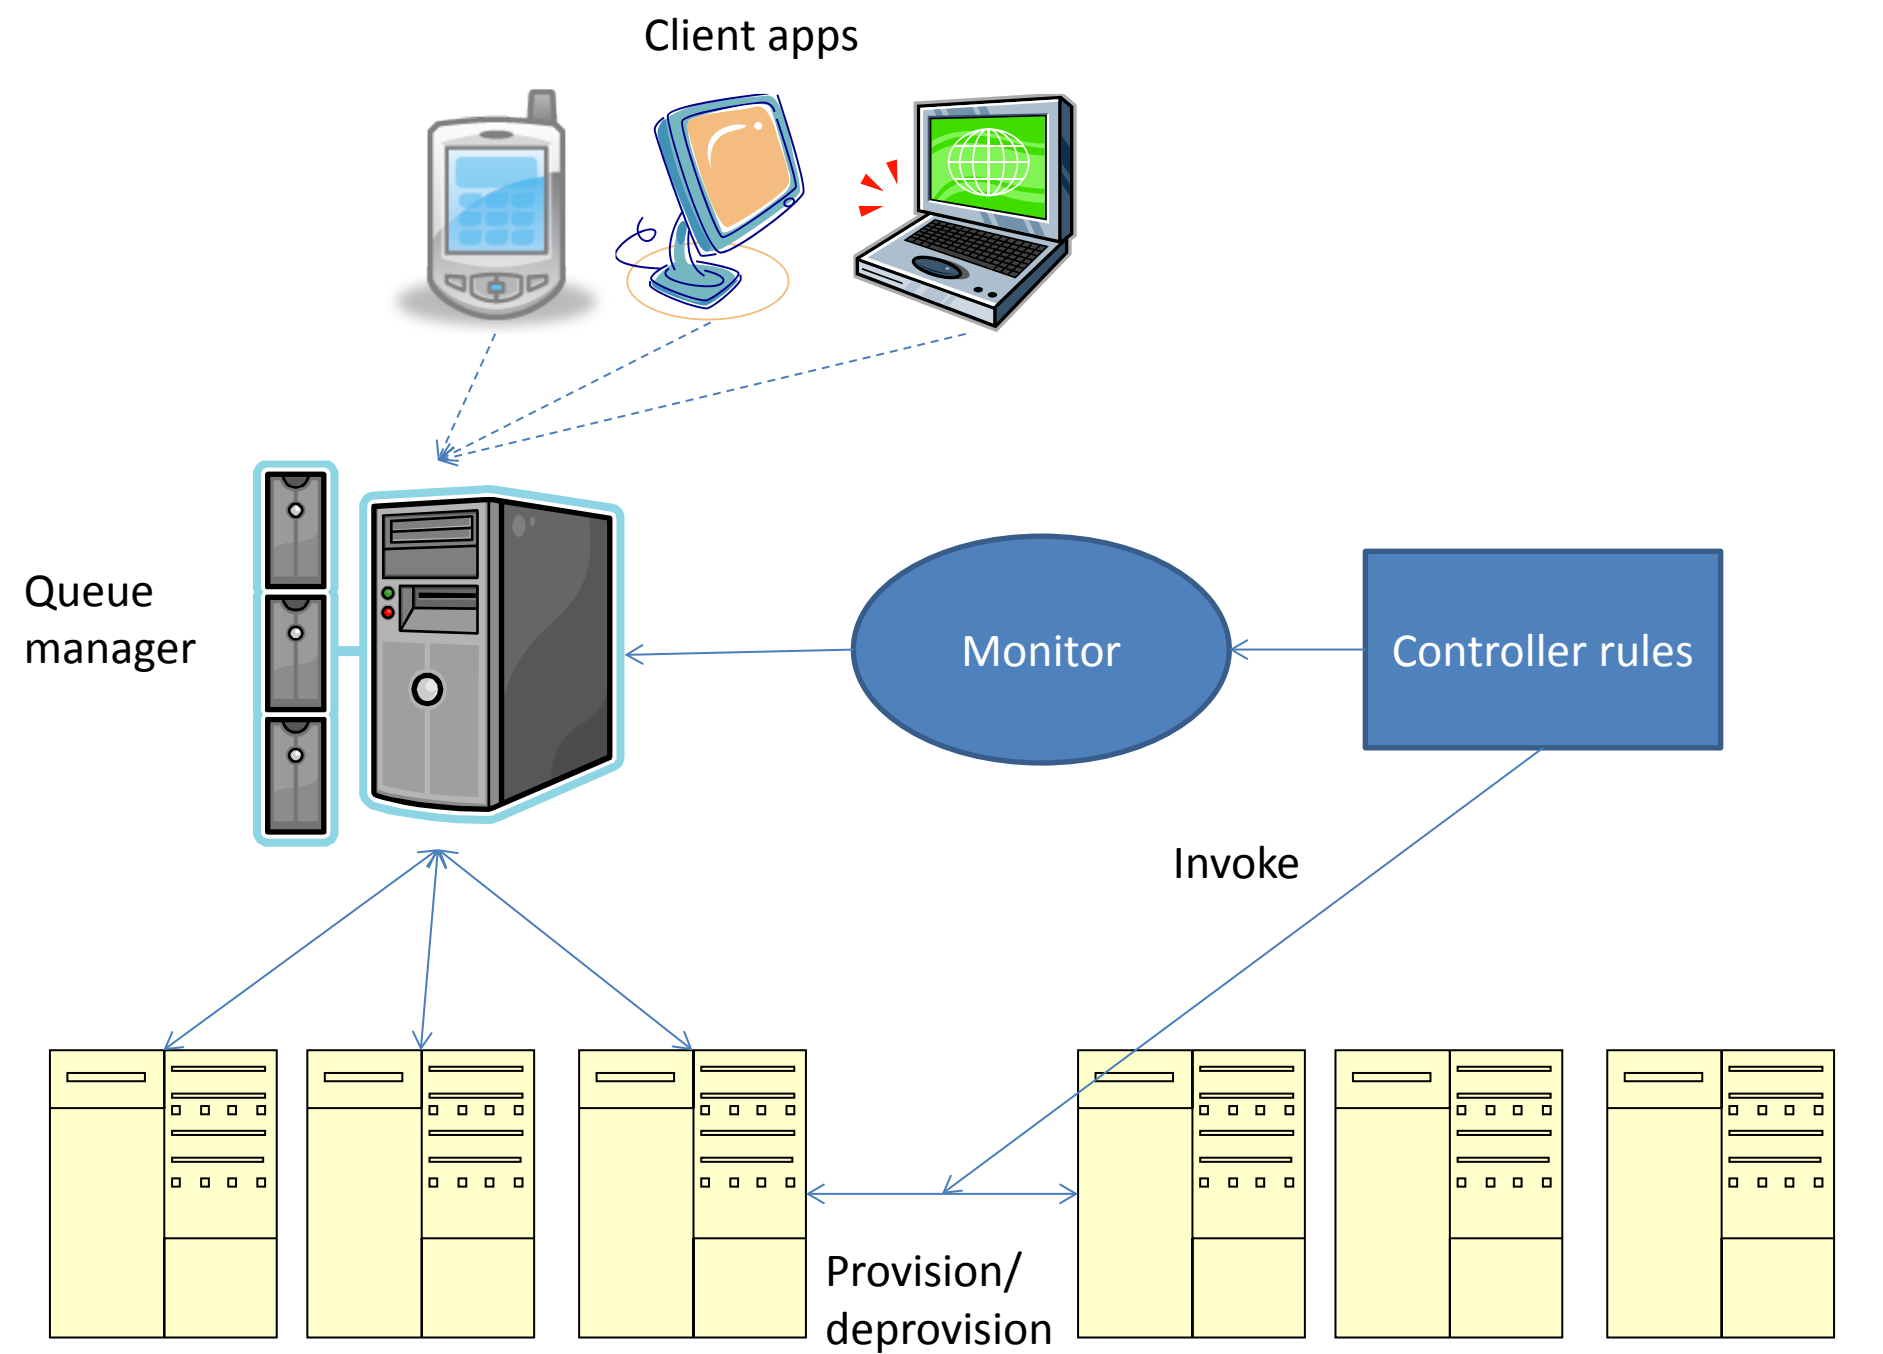 Client apps
Queue
manager
Monitor
Controller rules
Invoke
Provision/
deprovision